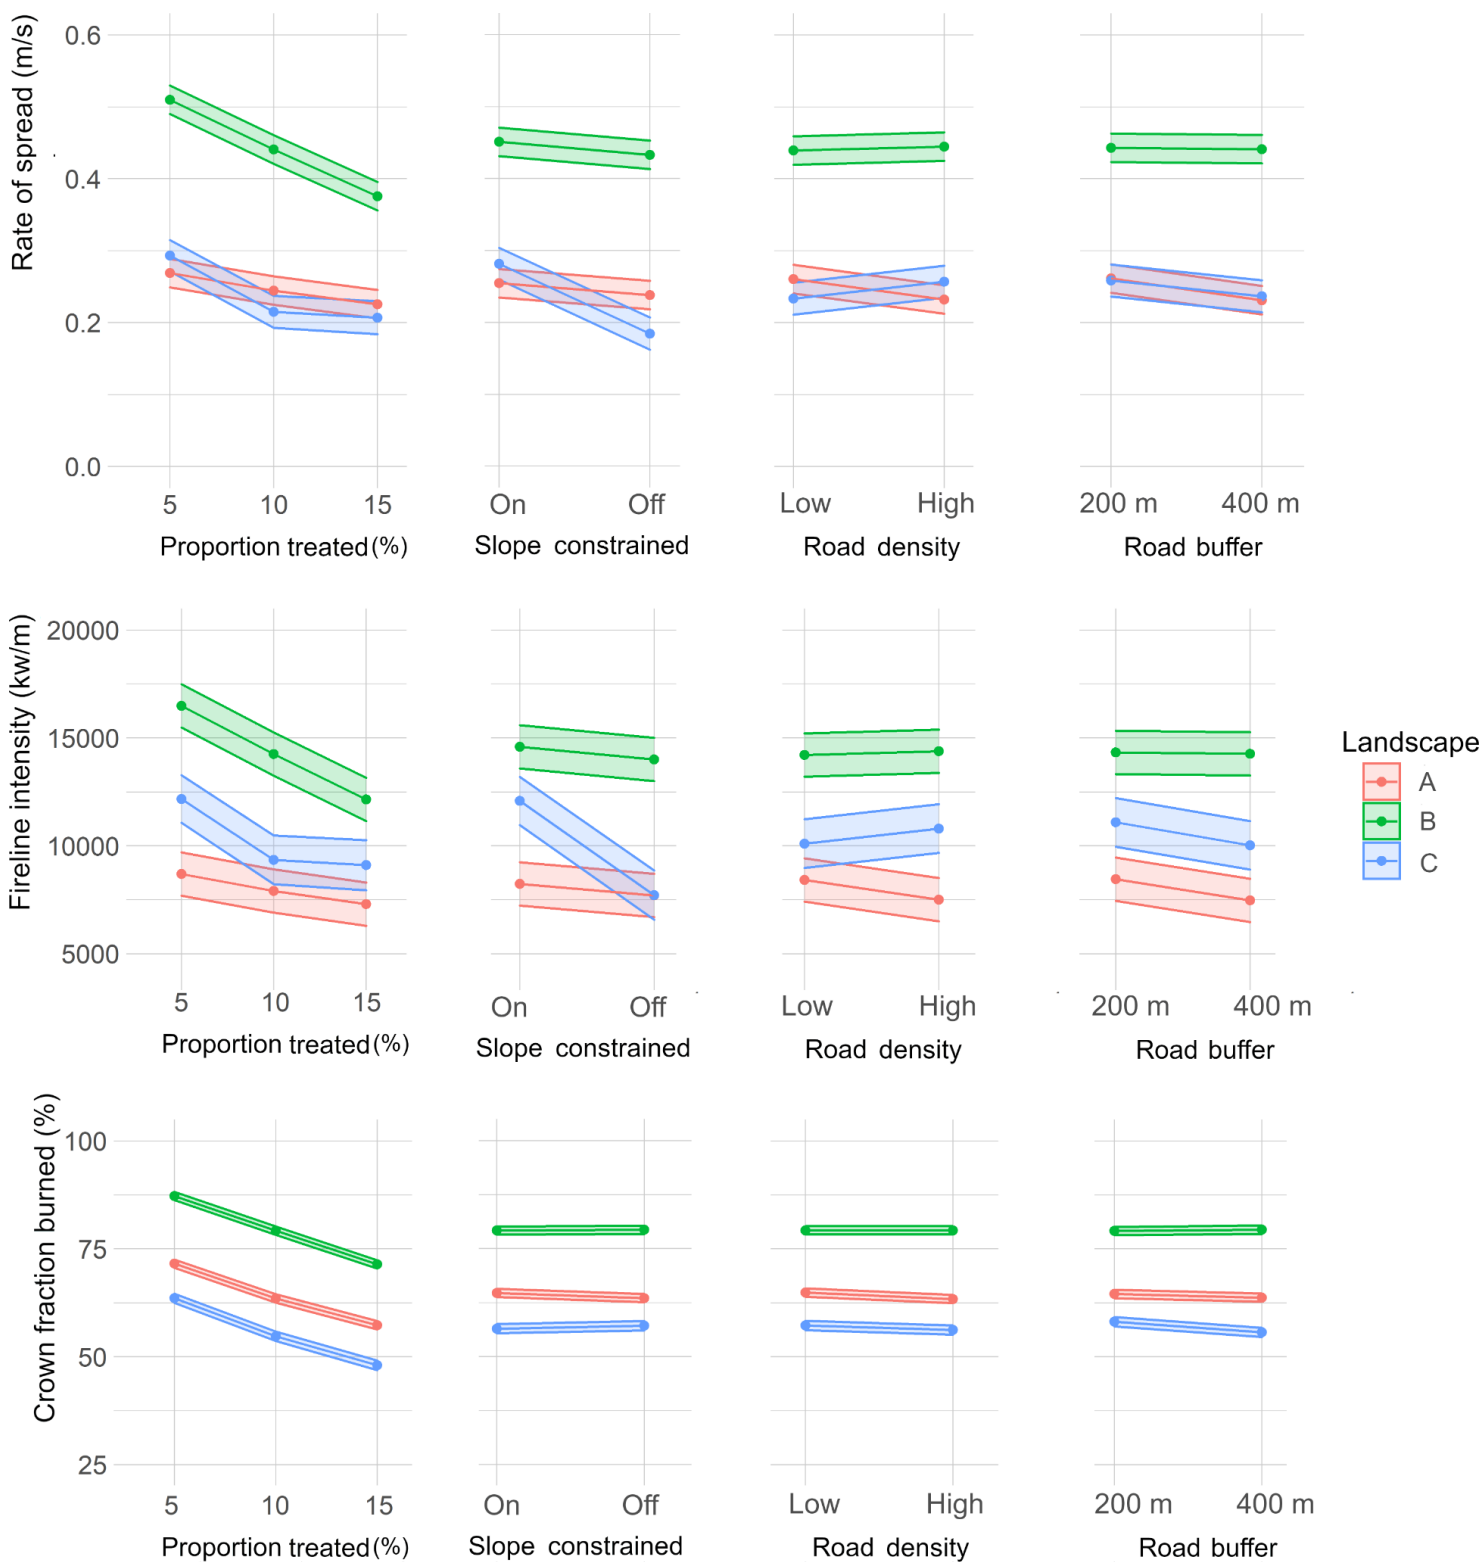 Rate of spread (m/s)
0.6
0.4
0.2
0.0
5 10 15
On Off
Low High
200 m 400 m
Proportion treated (%)
Slope constrained
Road density
Road buffer
Fireline intensity (kw/m)
20000
15000
10000
5000
5 10 15
On Off
Low High
200 m 400 m
Proportion treated (%)
Slope constrained
Road density
Road buffer
Landscape
A
B
C
Crown fraction burned (%)
100
75
50
25
5 10 15
On Off
Low High
200 m 400 m
Proportion treated (%)
Slope constrained
Road density
Road buffer